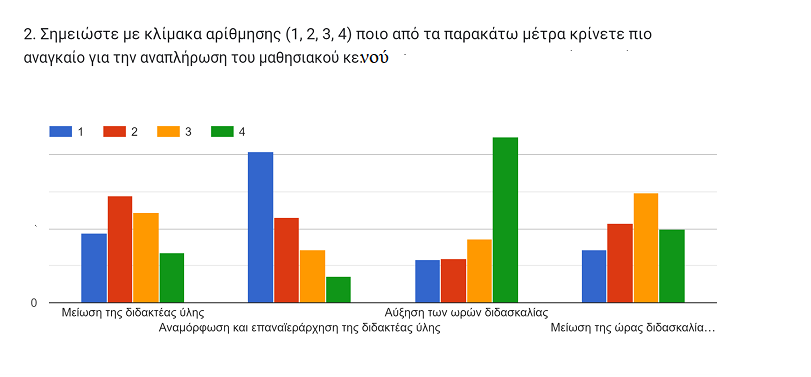 2. Σημειώστε με κλίμακα αρίθμησης (1, 2, 3, 4) ποιο από τα παρακάτω μέτρα κρίνετε πιο
αναγκαίο για την αναπλήρωση του μαθησιακού κενού
1 2 3 4
0
Μείωση της διδακτέας ύλης
Αναμόρφωση και επαναϊεράρχηση της διδακτέας ύλης
Αύξηση των ωρών διδασκαλίας
Μείωση της ώρας διδασκαλία…